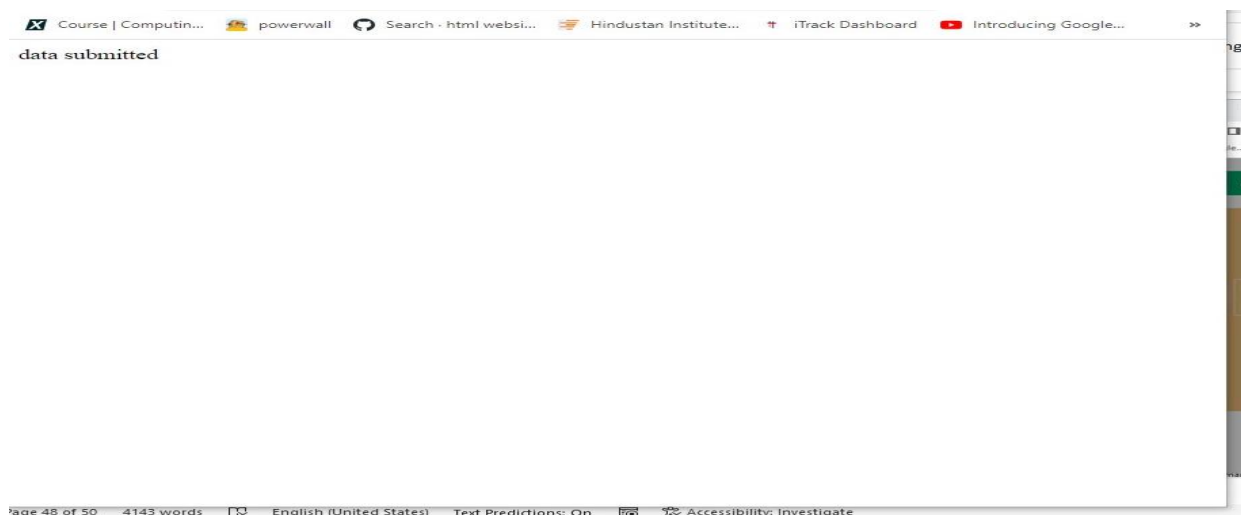 Course | Computin... powerwall Search · html websi... Hindustan Institute... iTrack Dashboard Introducing Google... »
data submitted
Page 48 of 50 4143 words English (United States) Text Predictions: On Accessibility: Investigate